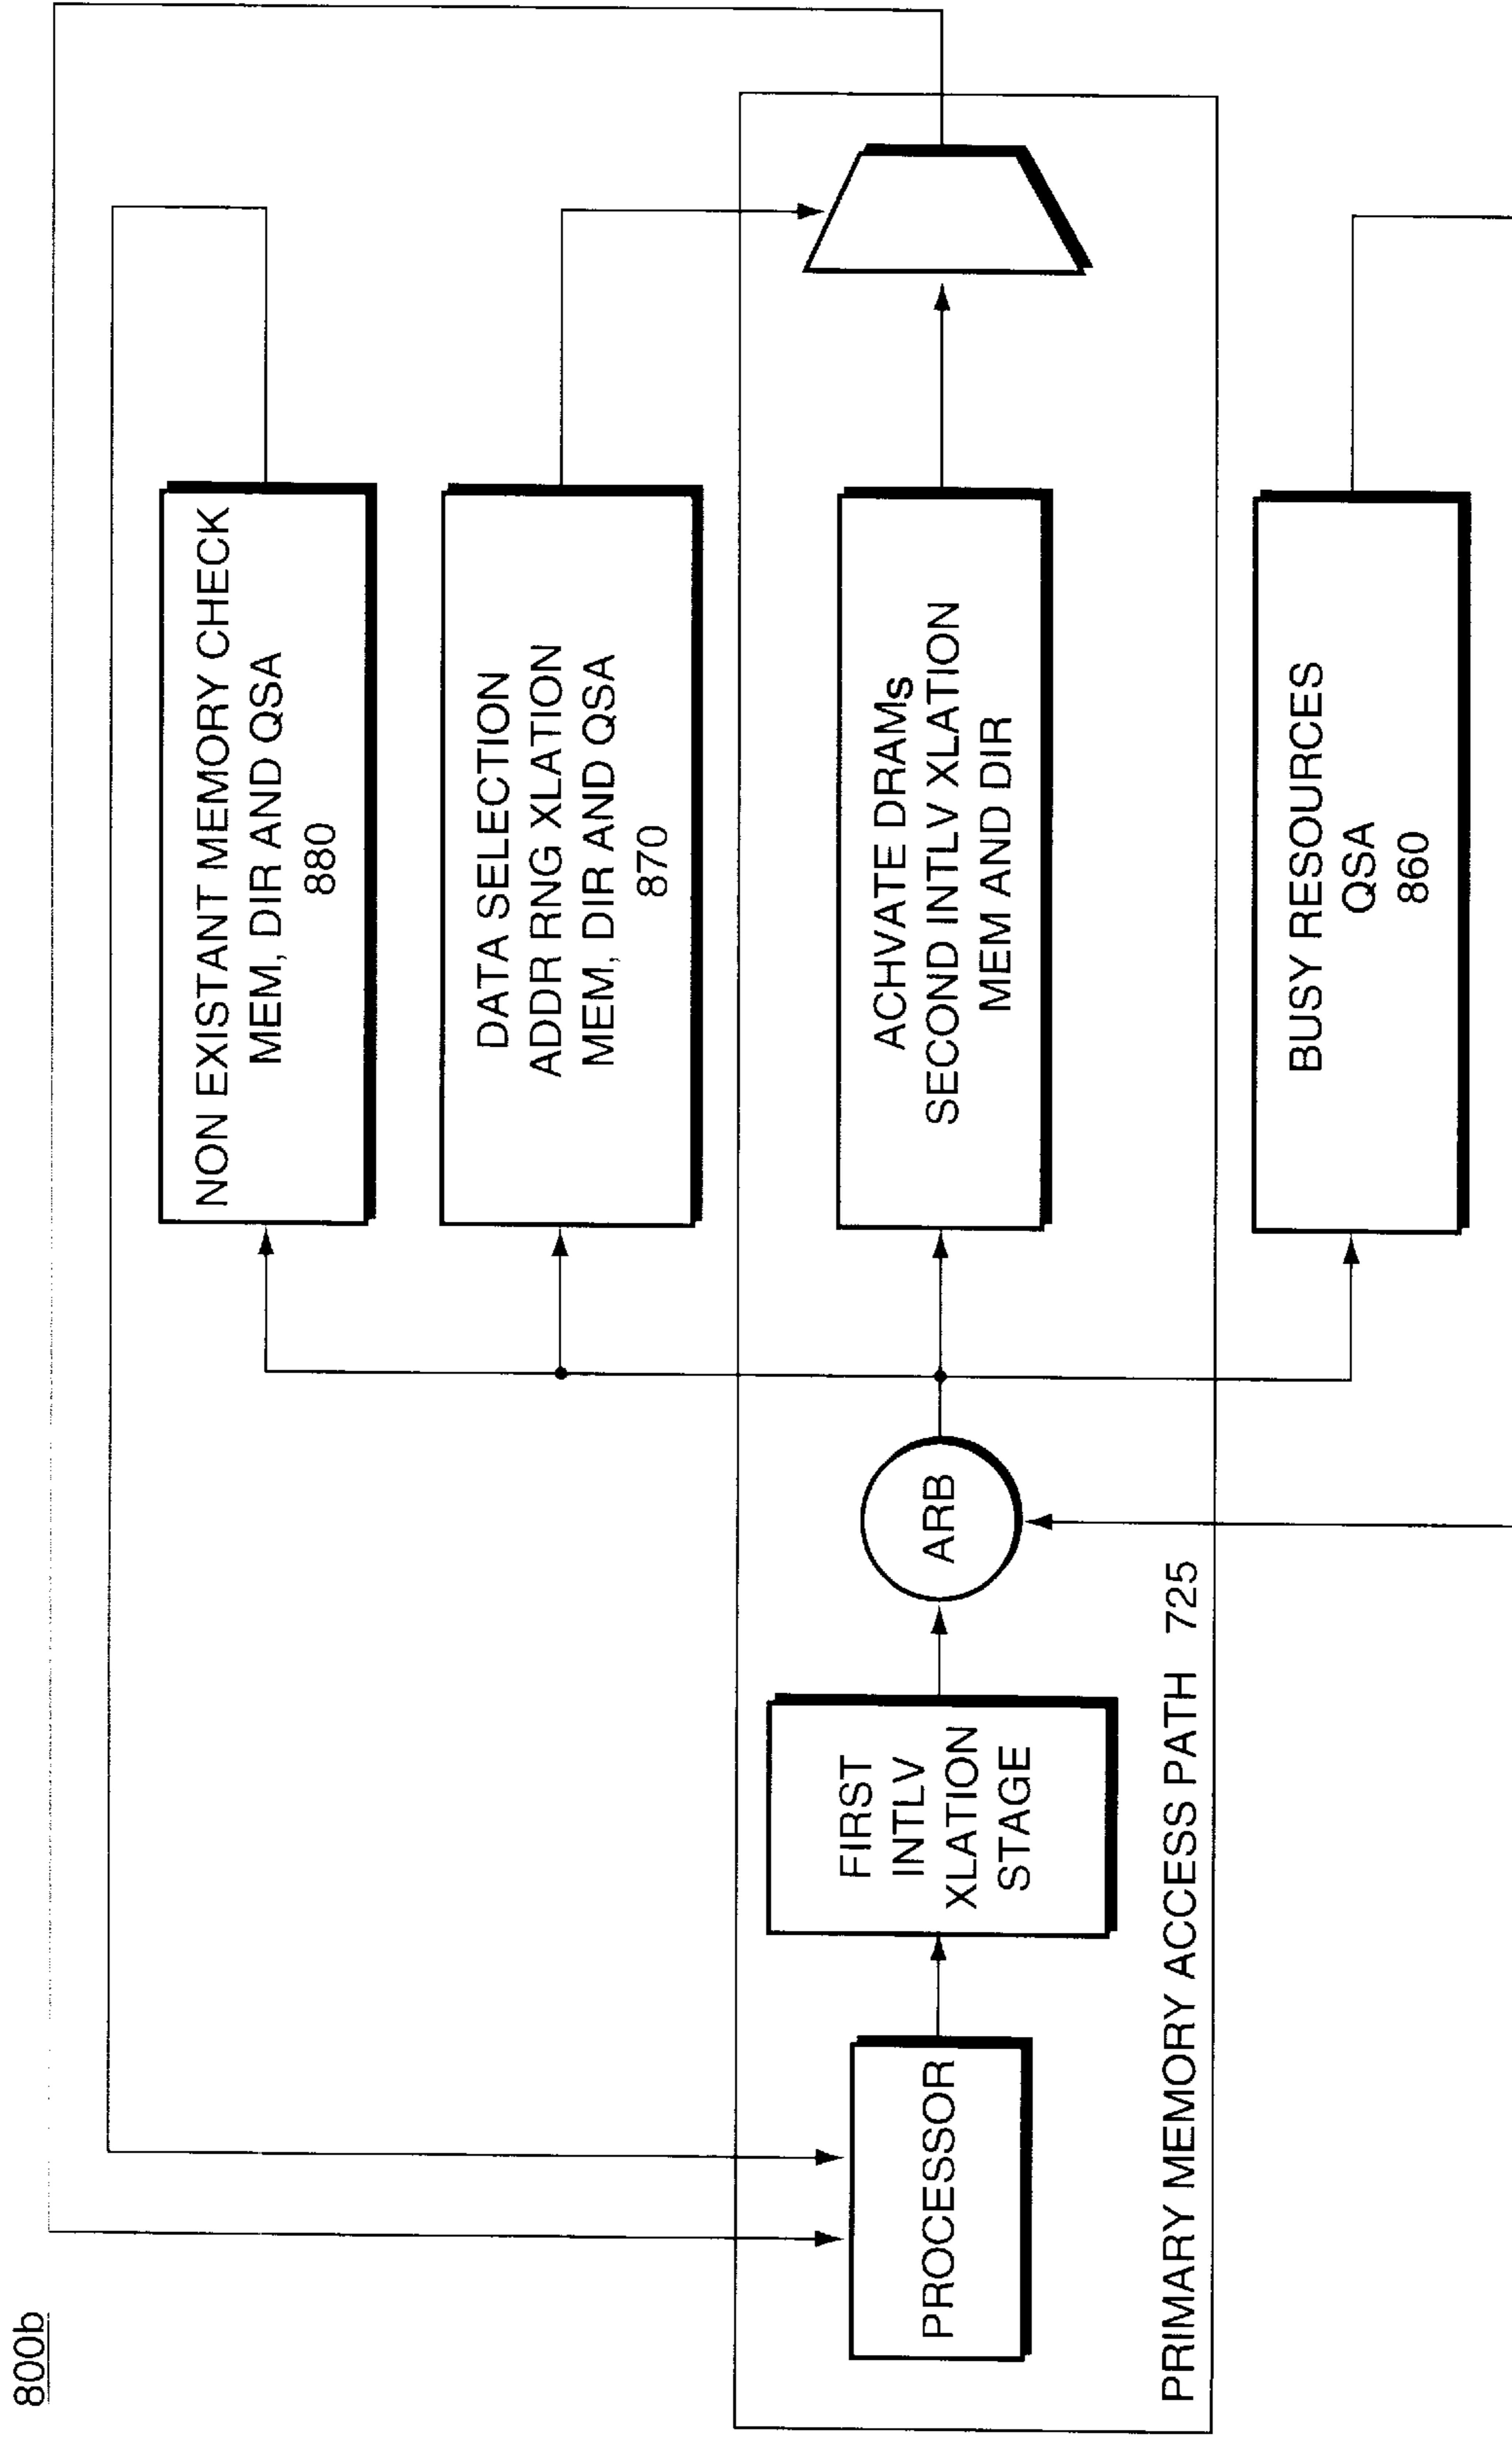 800b
NON EXISTANT MEMORY CHECK
MEM, DIR AND QSA
880
DATA SELECTION
ADDR RNG XLATION
MEM, DIR AND QSA
870
PROCESSOR
FIRST
INTLV
XLATION
STAGE
ARB
ACHVATE DRAMS
SECOND INTLV XLATION
MEM AND DIR
PRIMARY MEMORY ACCESS PATH 725
BUSY RESOURCES
QSA
860